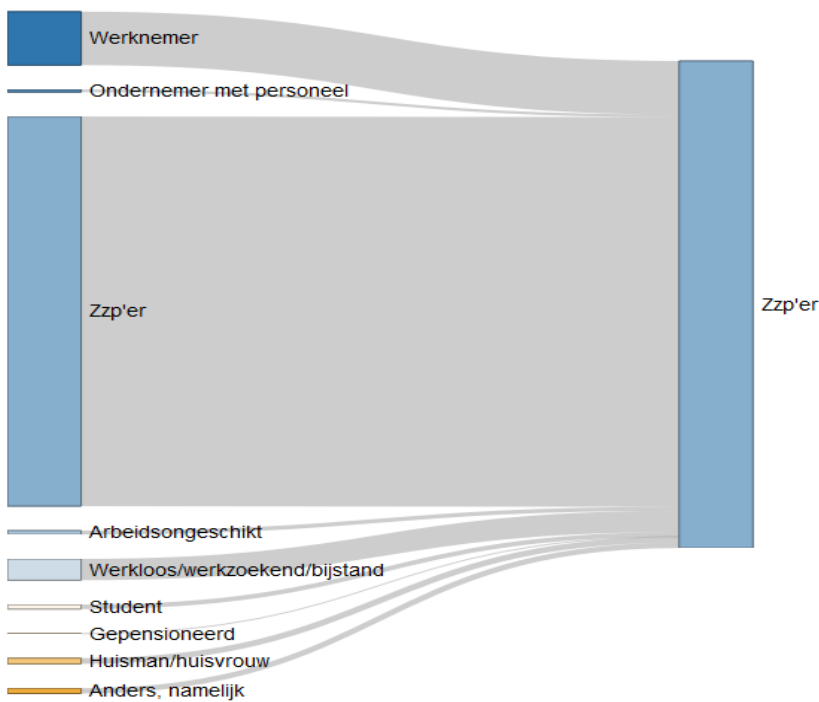 Werknemer
Ondernemer met personeel
Zzp'er
Zzp'er
Arbeidsongeschikt
Werkloos/werkzoekend/bijstand
Student
Gepensioneerd
Huisman/huisvrouw
Anders, namelijk